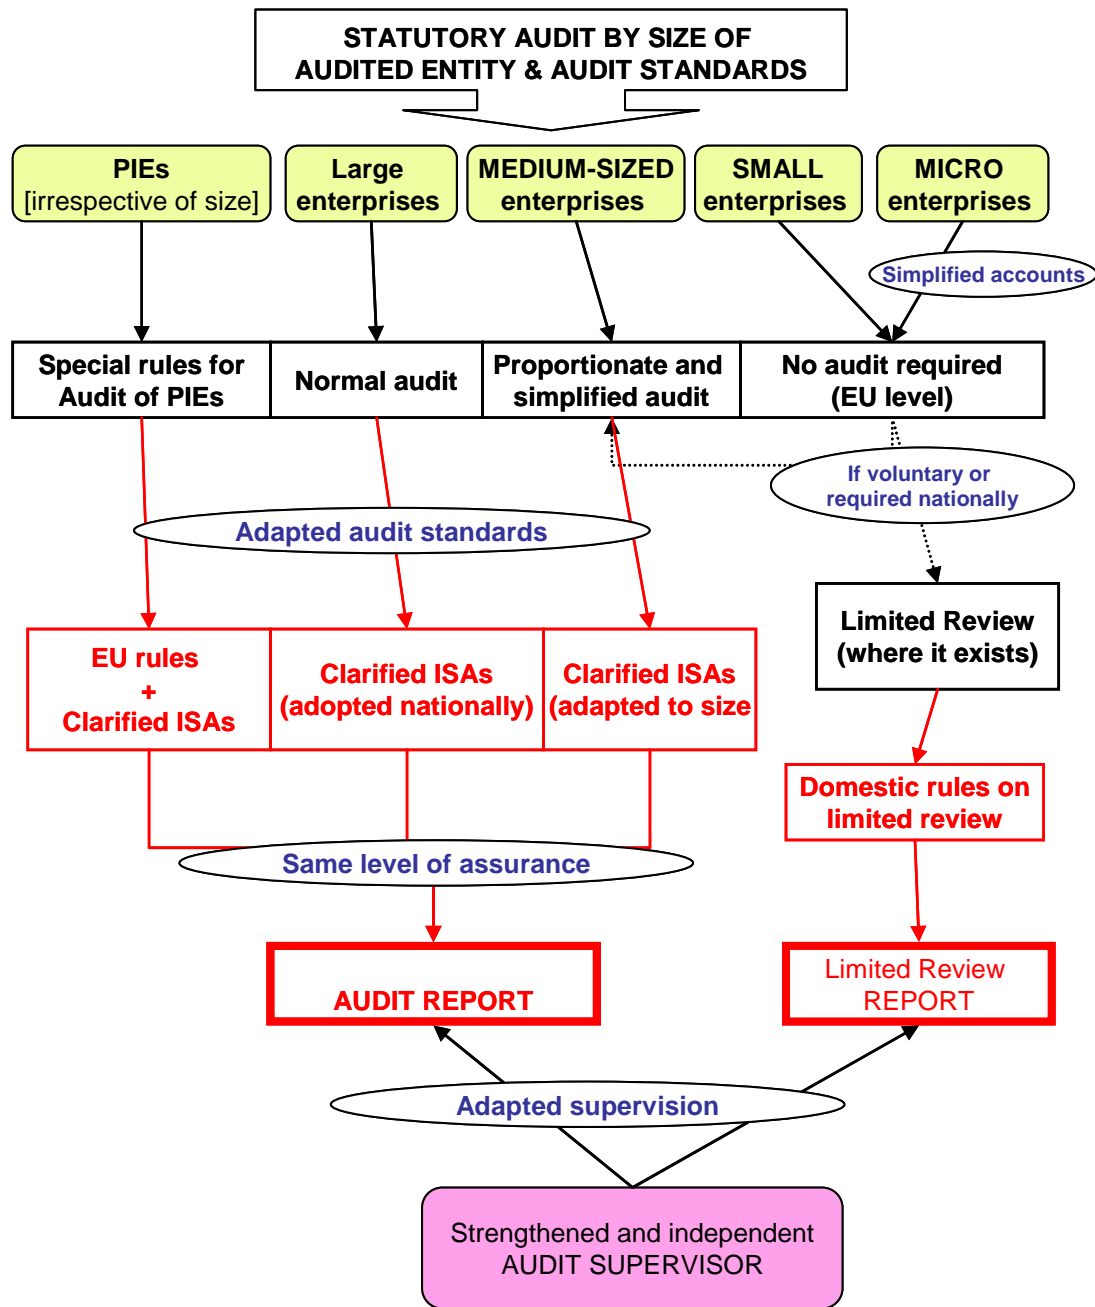 STATUTORY AUDIT BY SIZE OF
AUDITED ENTITY & AUDIT STANDARDS
PIEs
[irrespective of size]
Large
enterprises
MEDIUM-SIZED
enterprises
SMALL
enterprises
MICRO
enterprises
Simplified accounts
Special rules for
Audit of PIEs
Normal audit
Proportionate and
simplified audit
No audit required
(EU level)
If voluntary or
required nationally
Adapted audit standards
Limited Review
(where it exists)
EU rules
+
Clarified ISAs
Clarified ISAs
(adopted nationally)
Clarified ISAs
(adapted to size
Domestic rules on
limited review
Same level of assurance
AUDIT REPORT
Limited Review
REPORT
Adapted supervision
Strengthened and independent
AUDIT SUPERVISOR